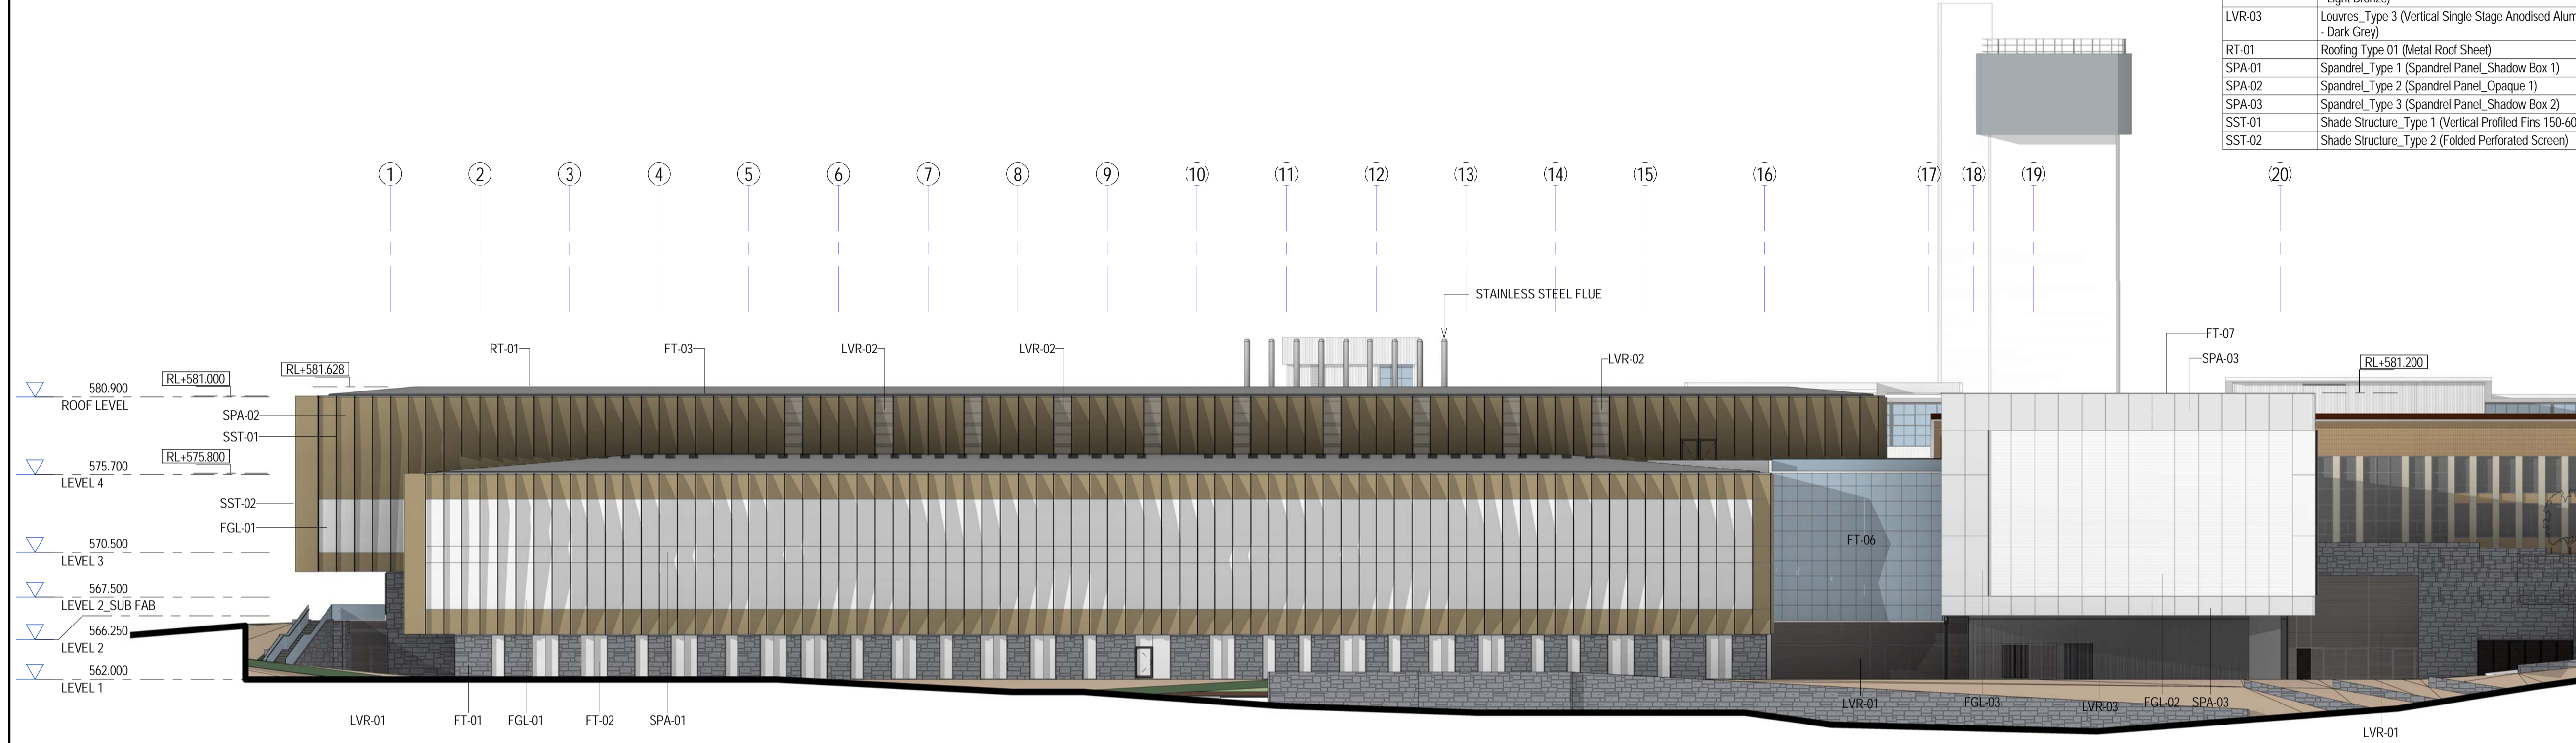 Light Bronze)
LVR-03 Louvres_Type 3 (Vertical Single Stage Anodised Alum
- Dark Grey)
RT-01 Roofing Type 01 (Metal Roof Sheet)
SPA-01 Spandrel_Type 1 (Spandrel Panel_Shadow Box 1)
SPA-02 Spandrel_Type 2 (Spandrel Panel_Opaque 1)
SPA-03 Spandrel_Type 3 (Spandrel Panel_Shadow Box 2)
SST-01 Shade Structure_Type 1 (Vertical Profiled Fins 150-60
SST-02 Shade Structure_Type 2 (Folded Perforated Screen)
1 2 3 4 5 6 7 8 9 (10) (11) (12) (13) (14) (15) (16) (17) (18) (19) (20)
STAINLESS STEEL FLUE
FT-07
RT-01 FT-03 LVR-02 LVR-02 LVR-02 SPA-03
RL+581.200
RL+581.628
RL+581.000
580.900
ROOF LEVEL
SPA-02
SST-01
RL+575.800
575.700
LEVEL 4
SST-02
FGL-01
FT-06
570.500
LEVEL 3
567.500
LEVEL 2_SUB FAB
566.250
LEVEL 2
562.000
LEVEL 1
LVR-01 FGL-03 LVR-03 FGL-02 SPA-03
LVR-01 FT-01 FGL-01 FT-02 SPA-01
LVR-01